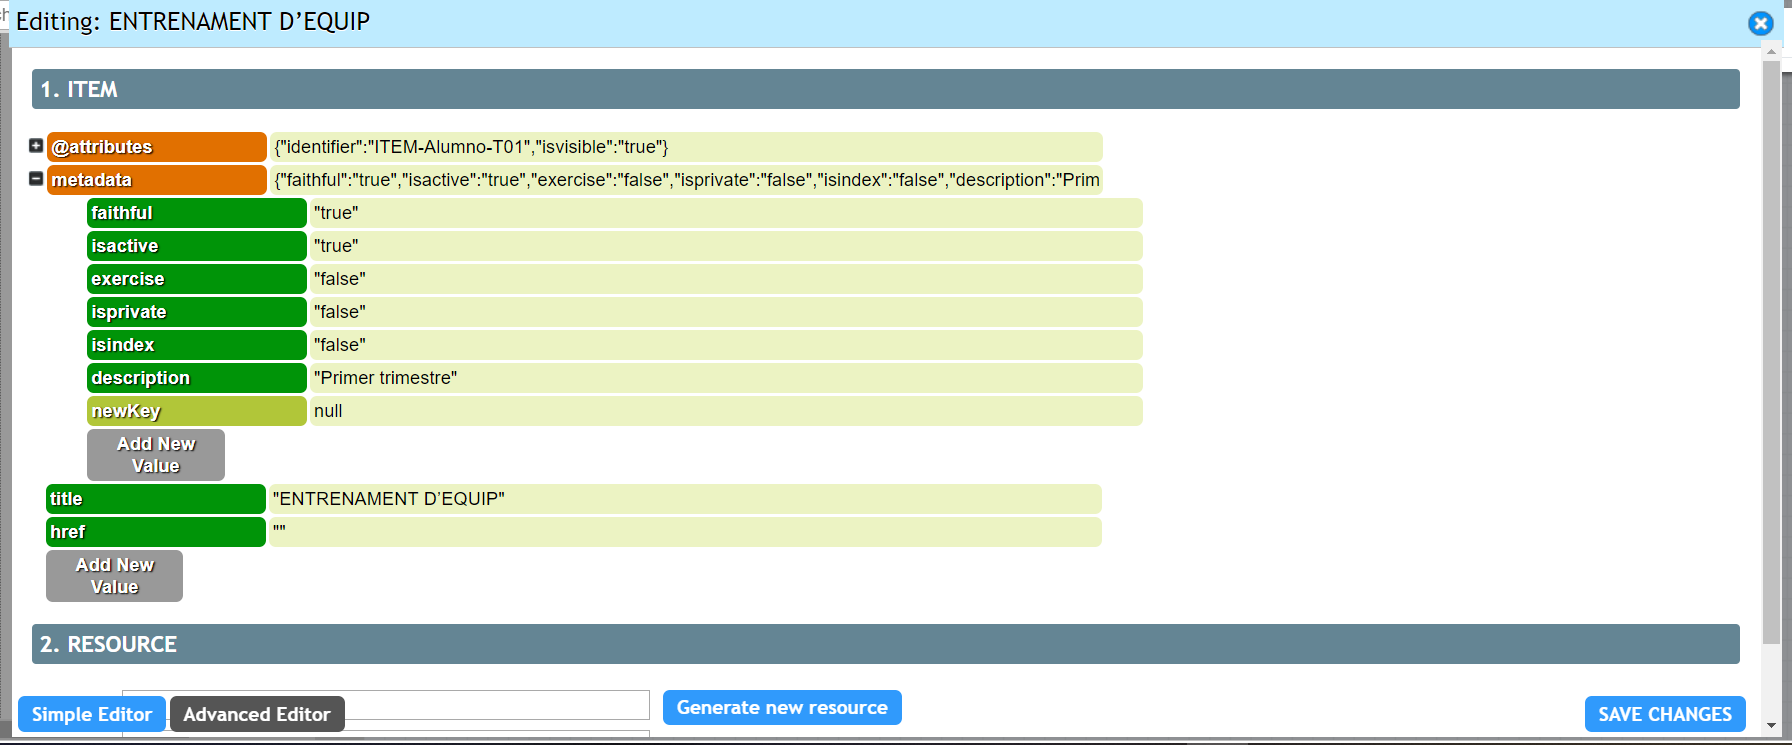 Editing: ENTRENAMENT D’EQUIP
1. ITEM
@attributes {"identifier":"ITEM-Alumno-T01","isvisible":"true"}
metadata {"faithful":"true","isactive":"true","exercise":"false","isprivate":"false","isindex":"false","description":"Prim
faithful "true"
isactive "true"
exercise "false"
isprivate "false"
isindex "false"
description "Primer trimestre"
newKey null
Add New
Value
title "ENTRENAMENT D’EQUIP"
href ""
Add New
Value
2. RESOURCE
Simple Editor Advanced Editor Generate new resource SAVE CHANGES